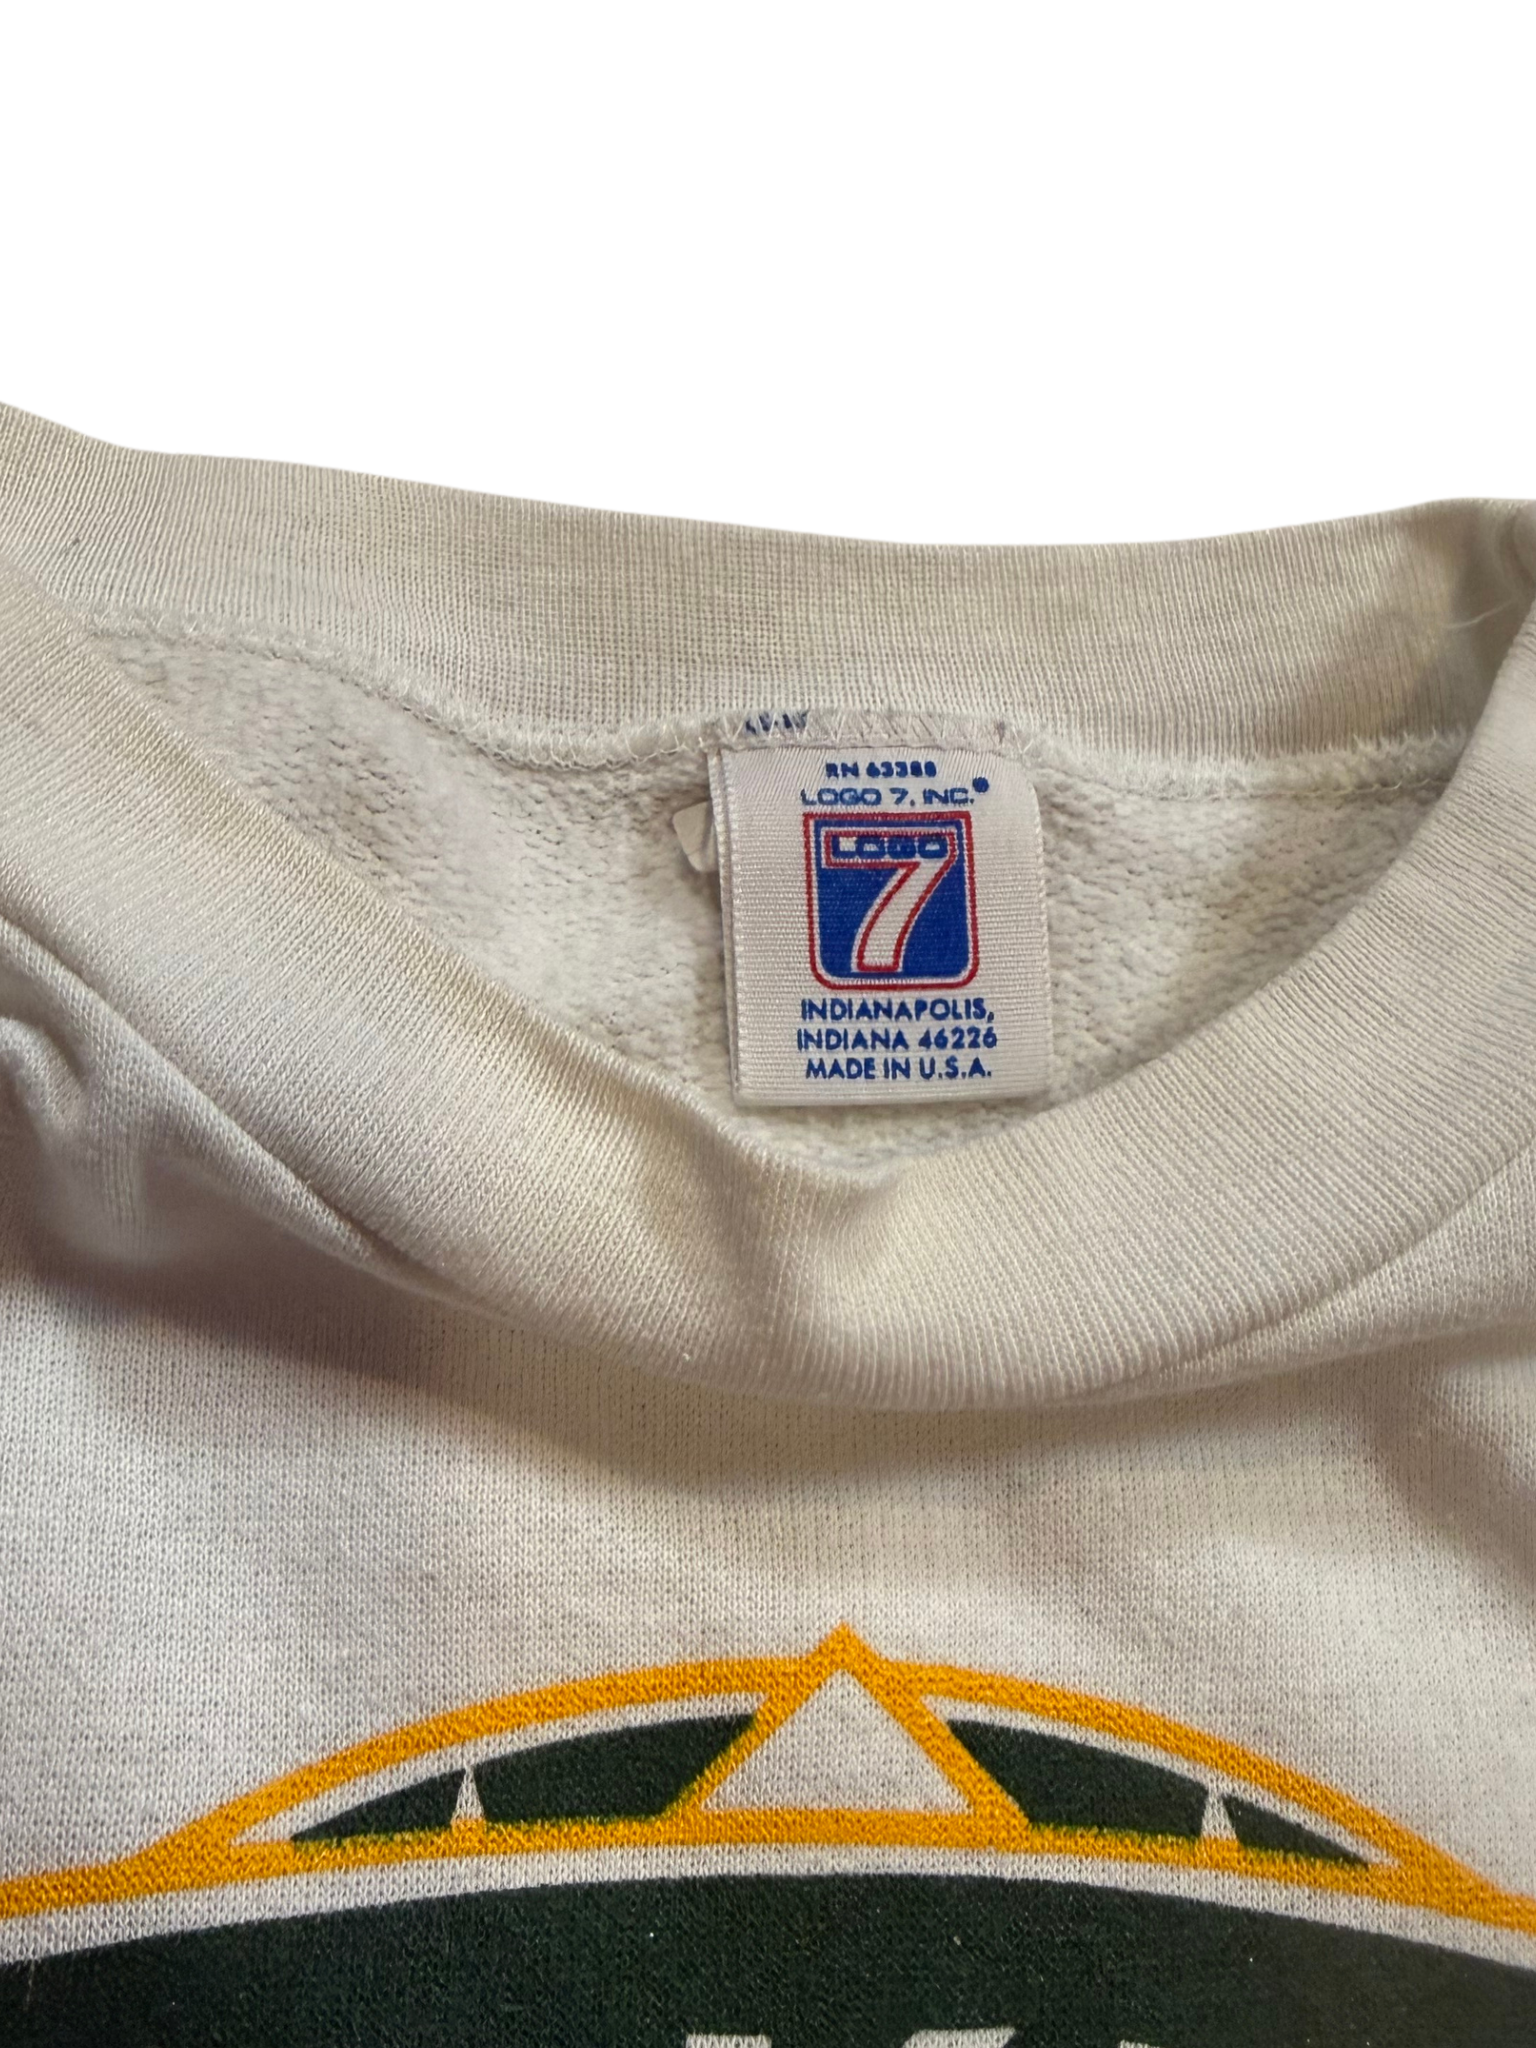 RN 63388
LOGO 7, INC.®
LOGO
7
INDIANAPOLIS,
INDIANA 46226
MADE IN U.S.A.